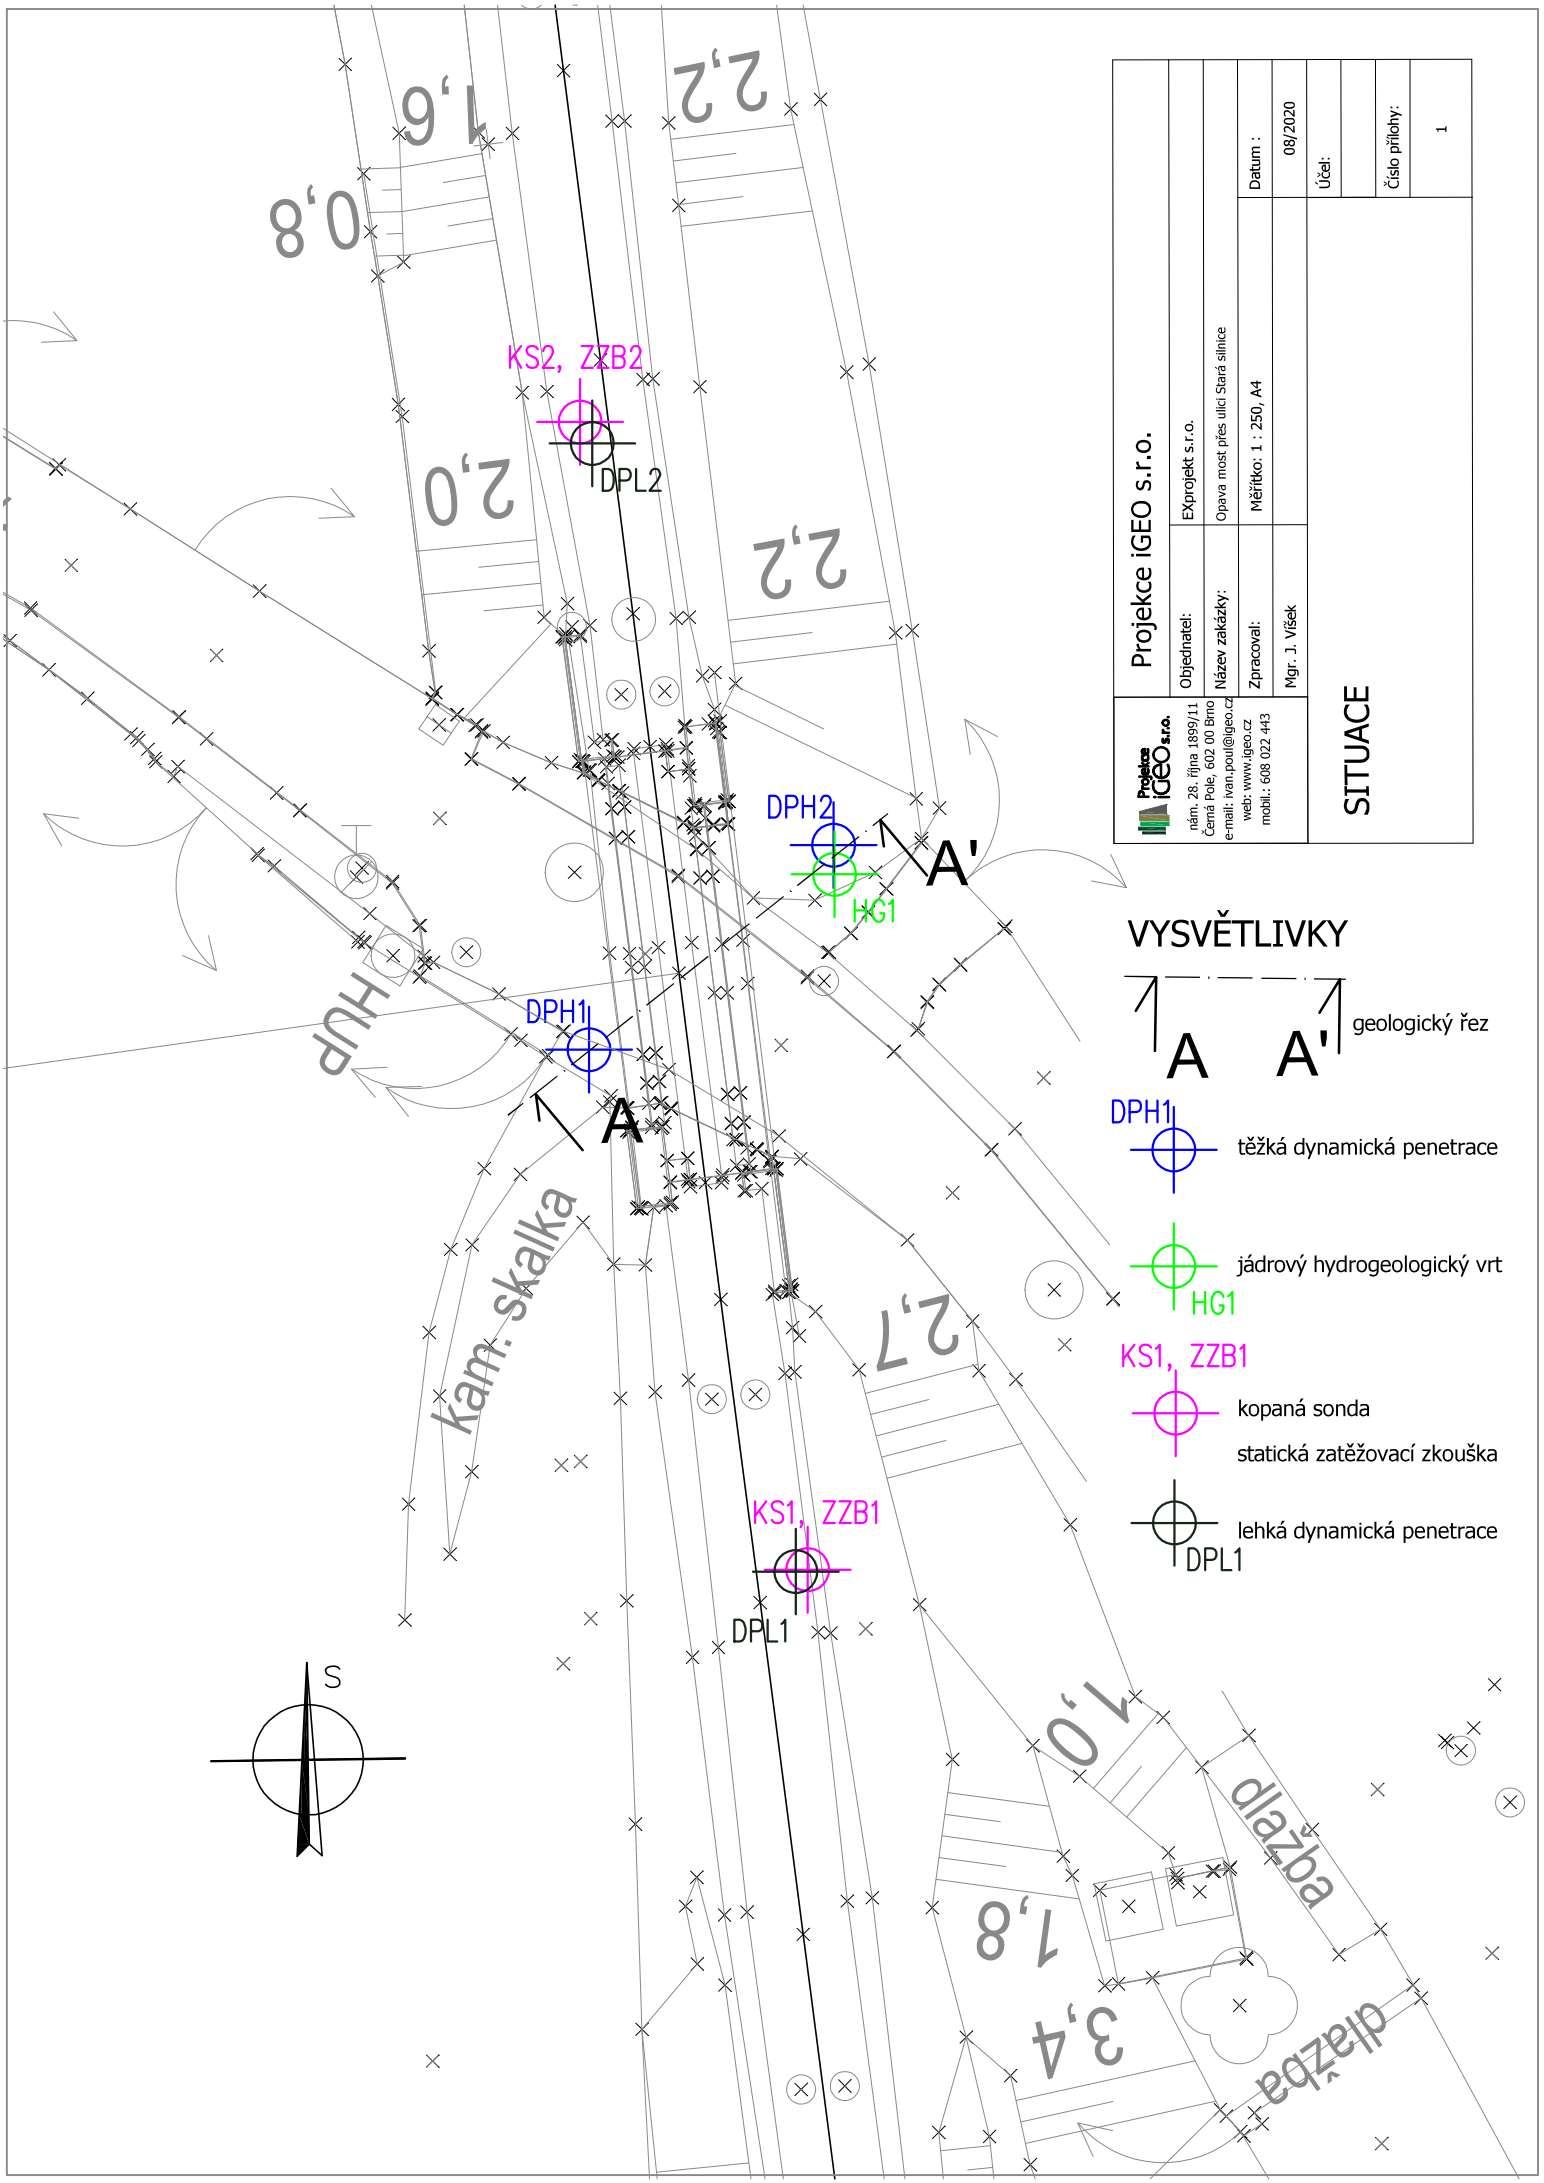 1,6
2,2
0,8
KS2, ZZB2
DPL2
2,0
2,2
DPH2
A'
HG1
HUP
DPH1
A
kam. skalka
2,7
KS1, ZZB1
DPL1
S
1,0
dlažba
1,8
3,4
dlažba
Projekce iGEO s.r.o.
Projekce
iGEO s.r.o.
nám. 28. října 1899/11
Černá Pole, 602 00 Brno
e-mail: ivan.poul@igeo.cz
web: www.igeo.cz
mobil.: 608 022 443
Objednatel: EXprojekt s.r.o.
Název zakázky: Opava most přes ulici Stará silnice
Zpracoval: Měřítko: 1 : 250, A4 Datum :
Mgr. J. Víšek 08/2020
SITUACE
Účel:
Číslo přílohy:
1
VYSVĚTLIVKY
A A' geologický řez
DPH1
těžká dynamická penetrace
jádrový hydrogeologický vrt
HG1
KS1, ZZB1
kopaná sonda
statická zatěžovací zkouška
lehká dynamická penetrace
DPL1